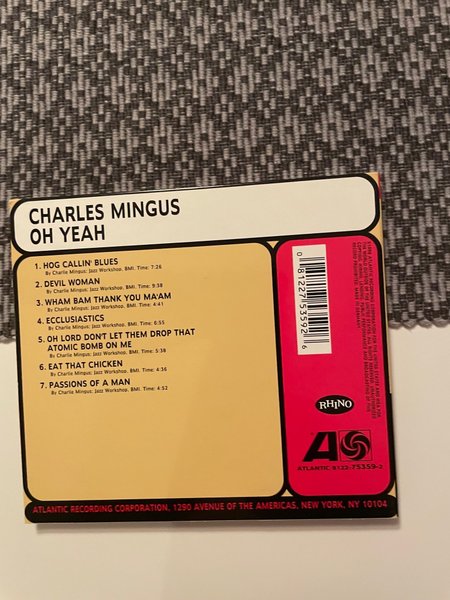 CHARLES MINGUS
OH YEAH
1. HOG CALLIN' BLUES
By Charlie Mingus; Jazz Workshop, BMI. Time: 7:26
2. DEVIL WOMAN
By Charlie Mingus; Jazz Workshop, BMI. Time: 9:38
3. WHAM BAM THANK YOU MA'AM
By Charlie Mingus; Jazz Workshop, BMI. Time: 4:41
4. ECCLUSIASTICS
By Charlie Mingus; Jazz Workshop, BMI. Time: 6:55
5. OH LORD DON'T LET THEM DROP THAT
ATOMIC BOMB ON ME
By Charlie Mingus; Jazz Workshop, BMI. Time: 5:38
6. EAT THAT CHICKEN
By Charlie Mingus; Jazz Workshop, BMI. Time: 4:36
7. PASSIONS OF A MAN
By Charlie Mingus; Jazz Workshop, BMI. Time: 4:52
0 81227 53592 6
RHINO
A
ATLANTIC 8122-75359-2
ATLANTIC RECORDING CORPORATION, 1290 AVENUE OF THE AMERICAS, NEW YORK, NY 10104